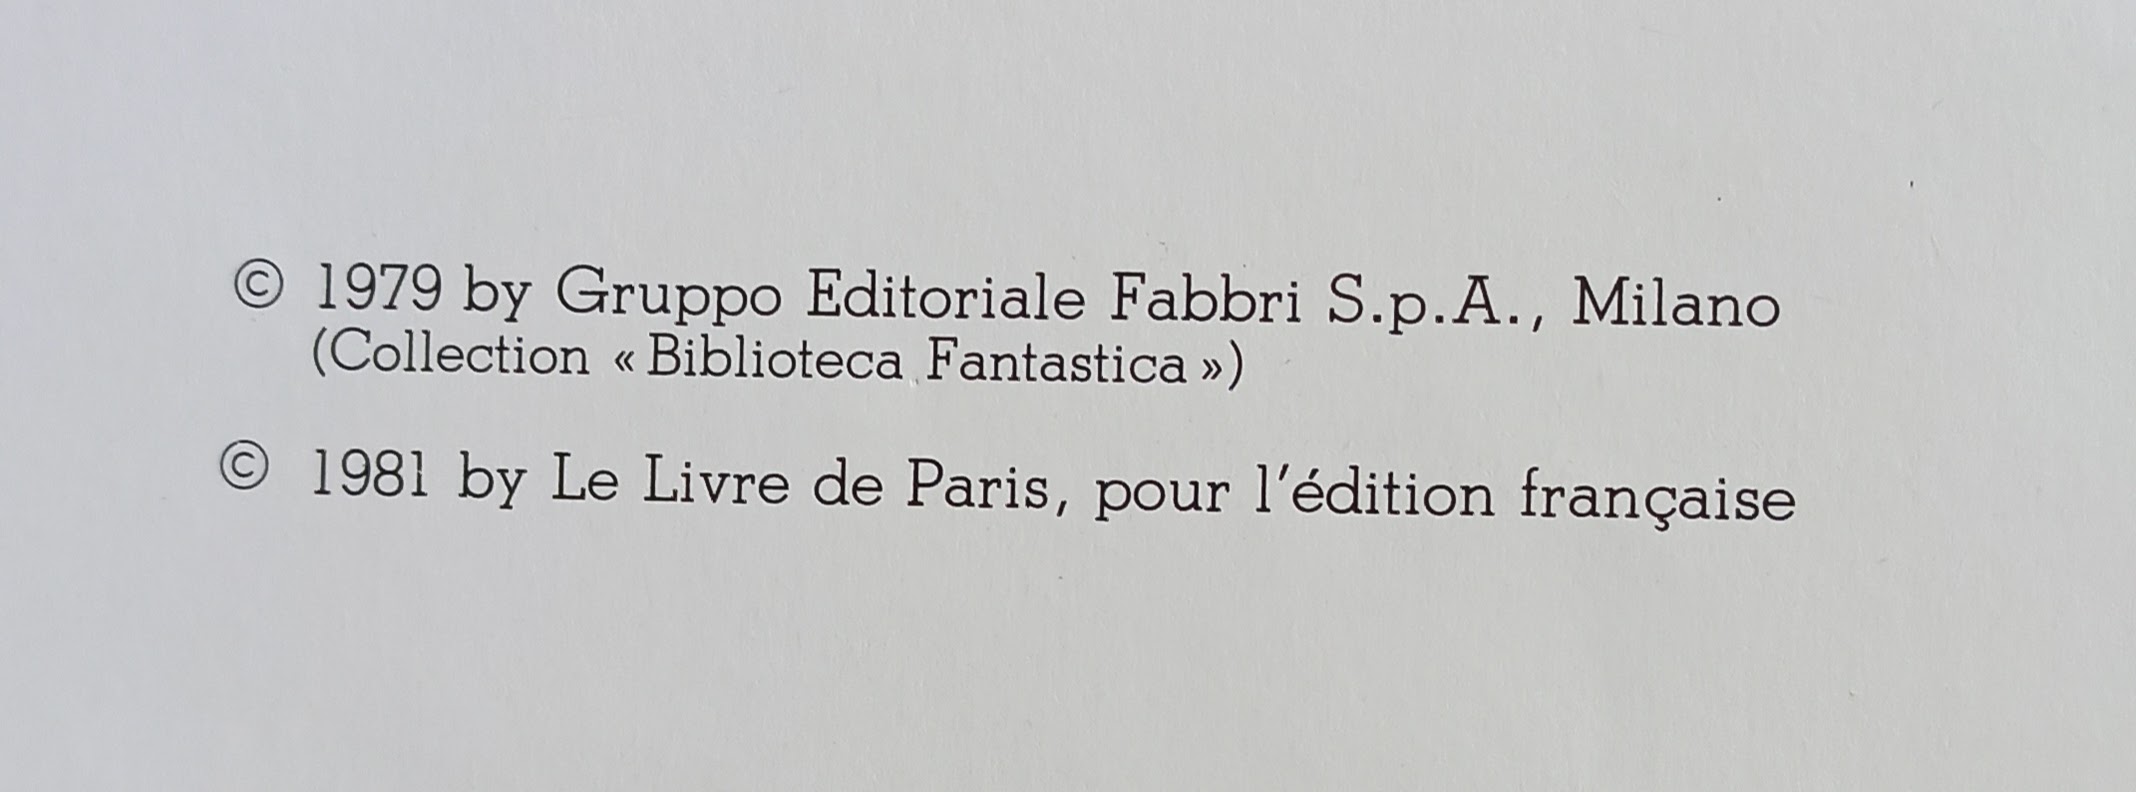 © 1979 by Gruppo Editoriale Fabbri S.p.A., Milano
(Collection « Biblioteca Fantastica »)
© 1981 by Le Livre de Paris, pour l'édition française